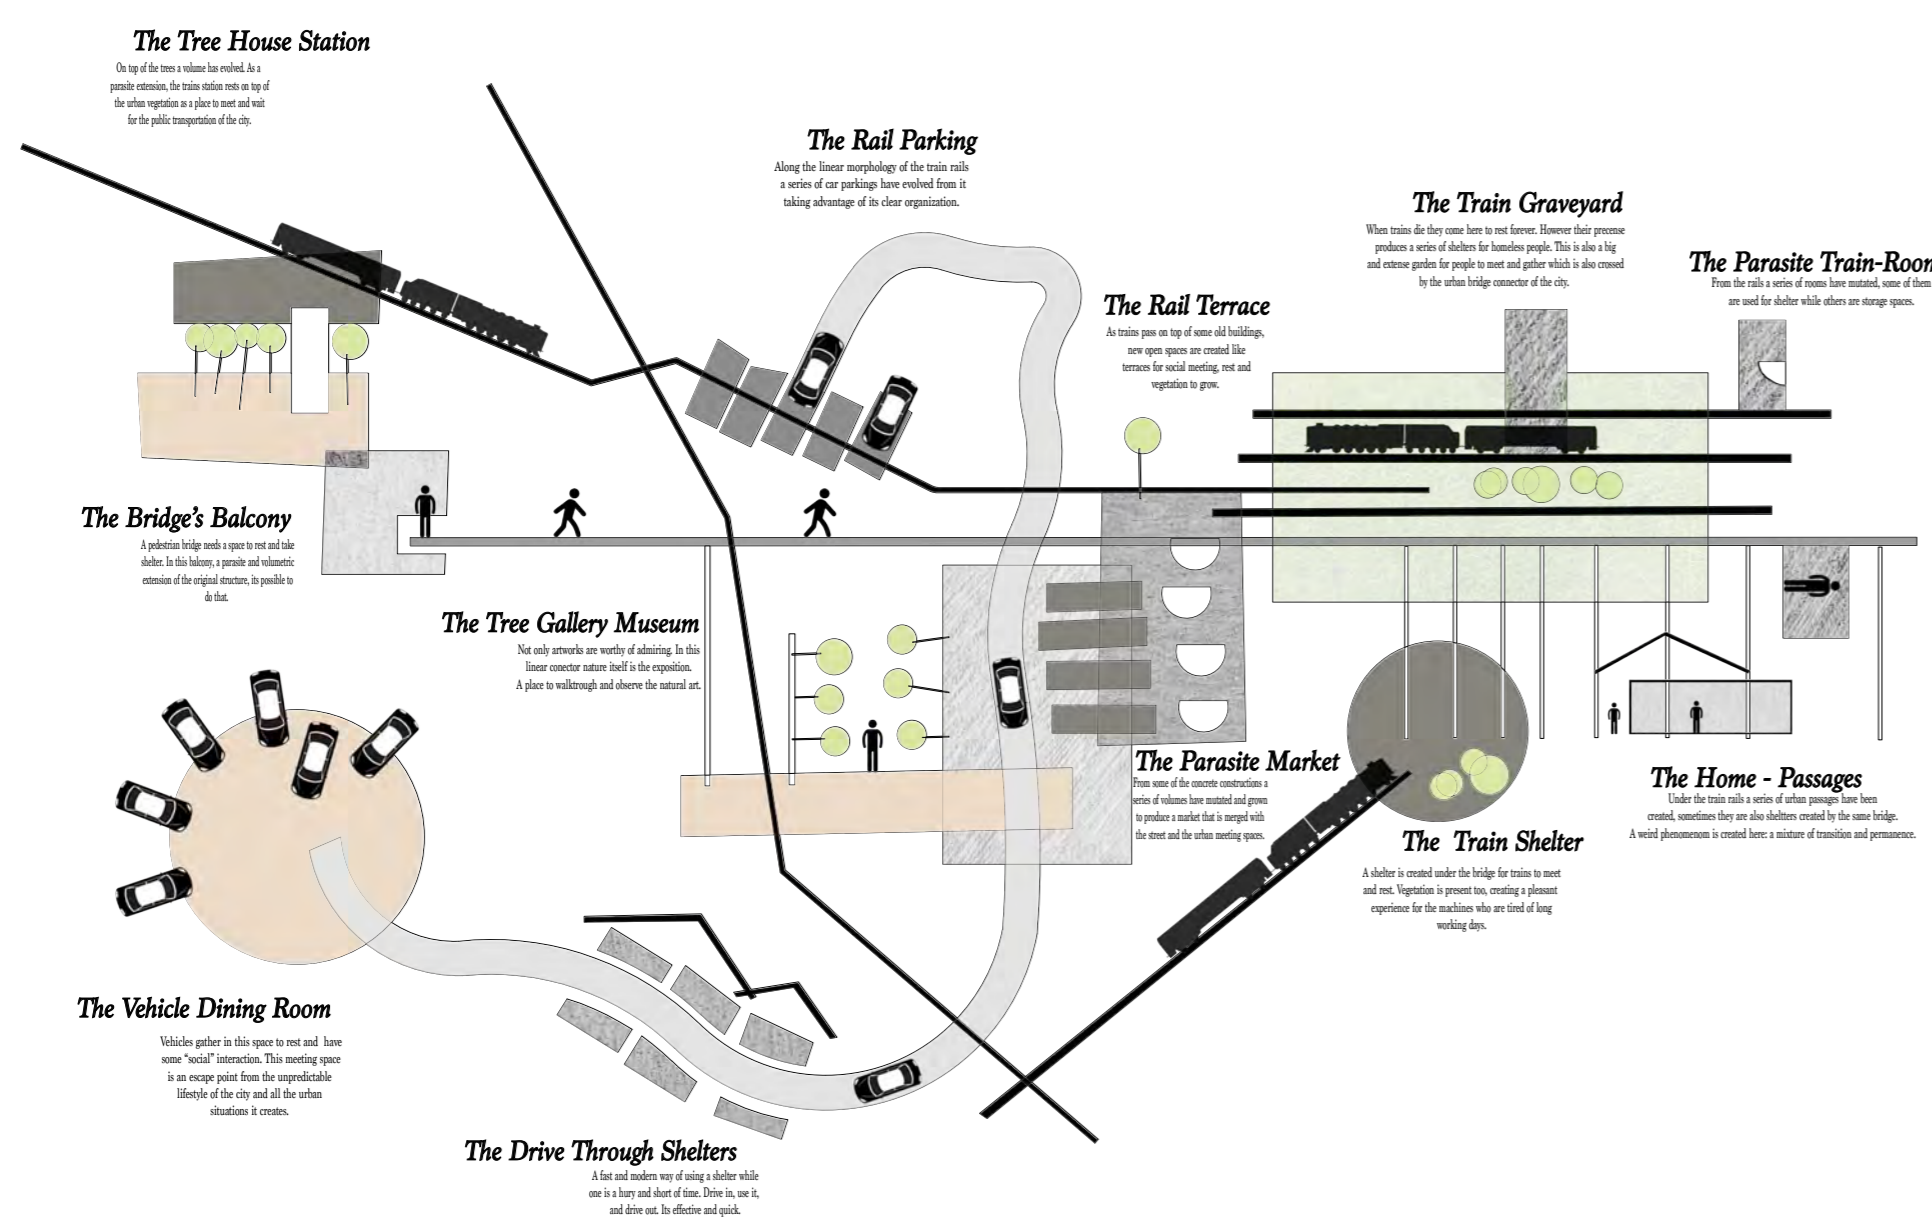 The Tree House Station
On top of the trees a volume has evolved. As a
parasite extension, the trains station rests on top of
the urban vegetation as a place to meet and wait
for the public transportation of the city.
The Rail Parking
Along the linear morphology of the train rails
a series of car parkings have evolved from it
taking advantage of its clear organization.
The Train Graveyard
When trains die they come here to rest forever. However their precense
produces a series of shelters for homeless people. This is also a big
and extense garden for people to meet and gather which is also crossed
by the urban bridge connector of the city.
The Parasite Train-Room
From the rails a series of rooms have mutated, some of them
are used for shelter while others are storage spaces.
The Rail Terrace
As trains pass on top of some old buildings,
new open spaces are created like
terraces for social meeting, rest and
vegetation to grow.
The Bridge's Balcony
A pedestrian bridge needs a space to rest and take
shelter. In this balcony, a parasite and volumetric
extension of the original structure, its possible to
do that.
The Tree Gallery Museum
Not only artworks are worthy of admiring. In this
linear conector nature itself is the exposition.
A place to walktrough and observe the natural art.
The Parasite Market
From some of the concrete constructions a
series of volumes have mutated and grown
to produce a market that is merged with
the street and the urban meeting spaces.
The Home - Passages
Under the train rails a series of urban passages have been
created, sometimes they are also sheltters created by the same bridge.
A weird phenomenom is created here: a mixture of transition and permanence.
The Train Shelter
A shelter is created under the bridge for trains to meet
and rest. Vegetation is present too, creating a pleasant
experience for the machines who are tired of long
working days.
The Vehicle Dining Room
Vehicles gather in this space to rest and have
some “social” interaction. This meeting space
is an escape point from the unpredictable
lifestyle of the city and all the urban
situations it creates.
The Drive Through Shelters
A fast and modern way of using a shelter while
one is a hury and short of time. Drive in, use it,
and drive out. Its effective and quick.